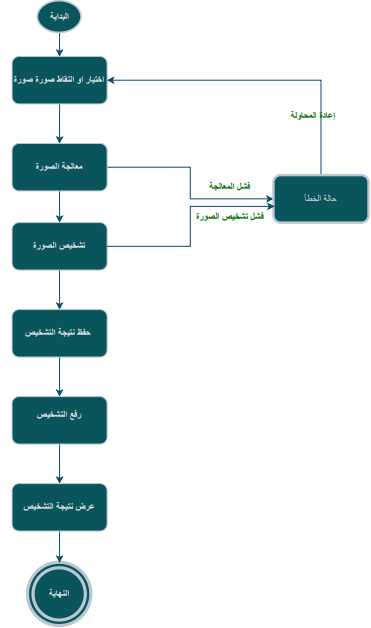 البداية
اختيار او التقاط صورة صورة
إعادة المحاولة
معالجة الصورة
فشل المعالجة
حالة الخطأ
فشل تشخيص الصورة
تشخيص الصورة
حفظ نتيجة التشخيص
رفع التشخيص
عرض نتيجة التشخيص
النهاية